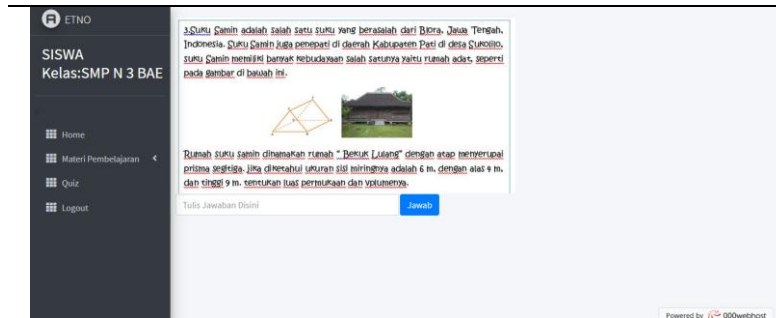 ETNO
SISWA
Kelas:SMP N 3 BAE
Home
Materi Pembelajaran
Quiz
Logout
3.Suku Samin adalah salah satu suku yang berasalah dari Blora, Jawa Tengah,
Indonesia. Suku Samin juga penepati di daerah Kabupaten Pati di desa Sukolilo,
suku Samin memiliki banyak kebudayaan salah satunya yaitu rumah adat, seperti
pada gambar di bawah ini.
Rumah suku samin dinamakan rumah " Bekuk Lulang" dengan atap menyerupai
prisma segitiga. jika diketahui ukuran sisi miringnya adalah 6 m, dengan alas 4 m,
dan tinggi 9 m. tentukan luas permukaan dan vplumenya.
Tulis Jawaban Disini
Jawab
Powered by 000webhost